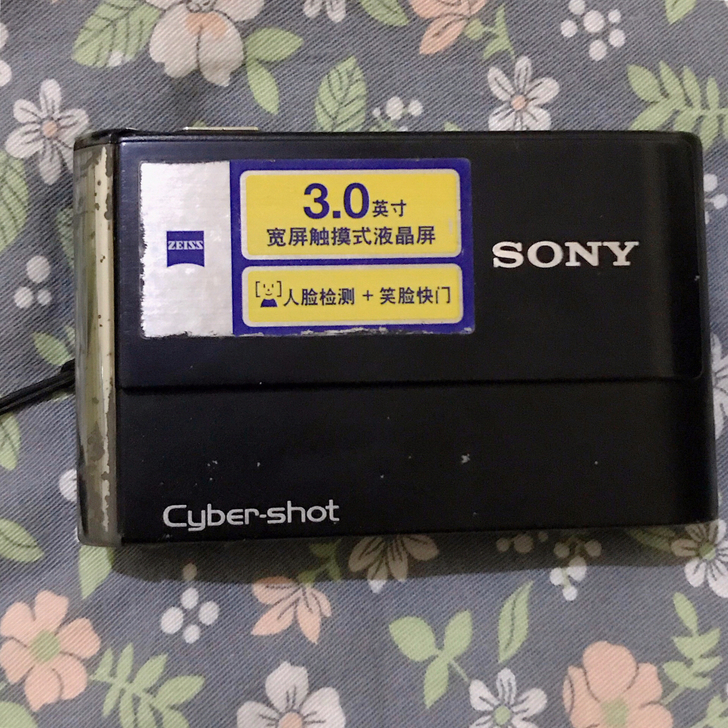 ZEISS
3.0英寸
宽屏触摸式液晶屏
人脸检测 + 笑脸快门
SONY
Cyber-shot